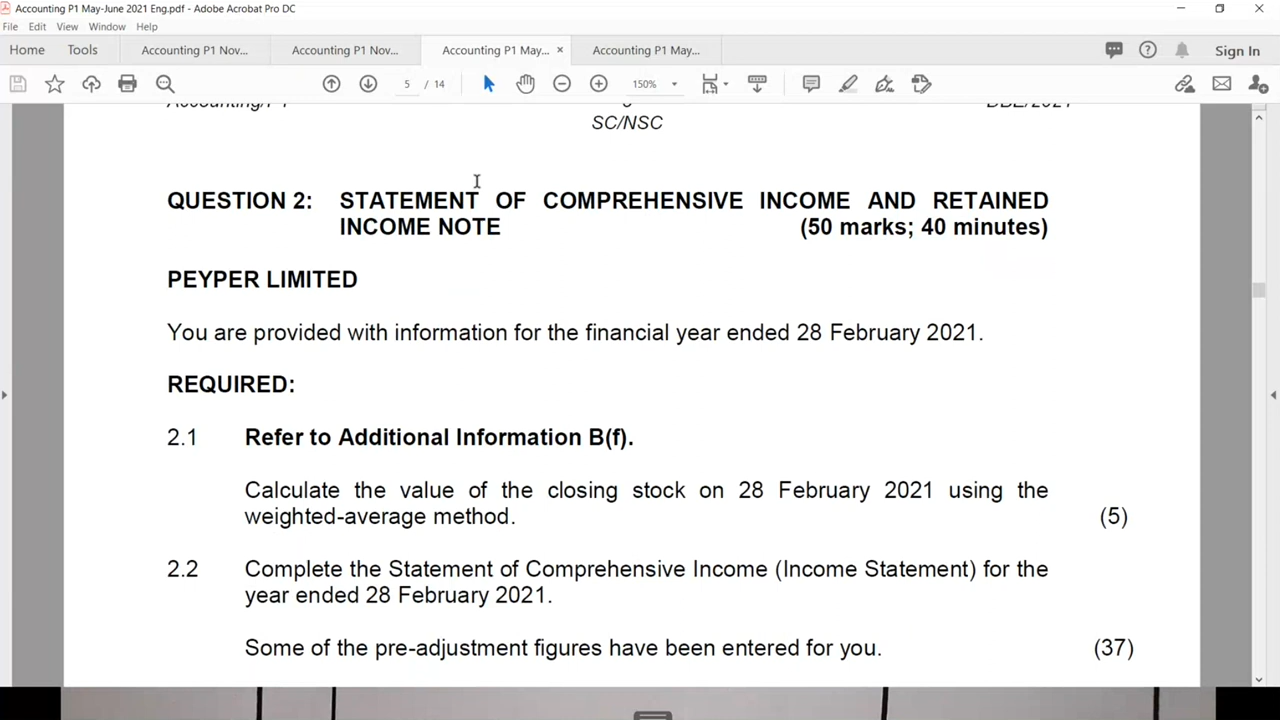 Accounting P1 May-June 2021 Eng.pdf - Adobe Acrobat Pro DC
File Edit View Window Help
Home Tools Accounting P1 Nov... Accounting P1 Nov... Accounting P1 May... × Accounting P1 May... Sign In
5 / 14 150%
SC/NSC
QUESTION 2: STATEMENT OF COMPREHENSIVE INCOME AND RETAINED
INCOME NOTE (50 marks; 40 minutes)
PEYPER LIMITED
You are provided with information for the financial year ended 28 February 2021.
REQUIRED:
2.1 Refer to Additional Information B(f).
Calculate the value of the closing stock on 28 February 2021 using the
weighted-average method. (5)
2.2 Complete the Statement of Comprehensive Income (Income Statement) for the
year ended 28 February 2021.
Some of the pre-adjustment figures have been entered for you. (37)